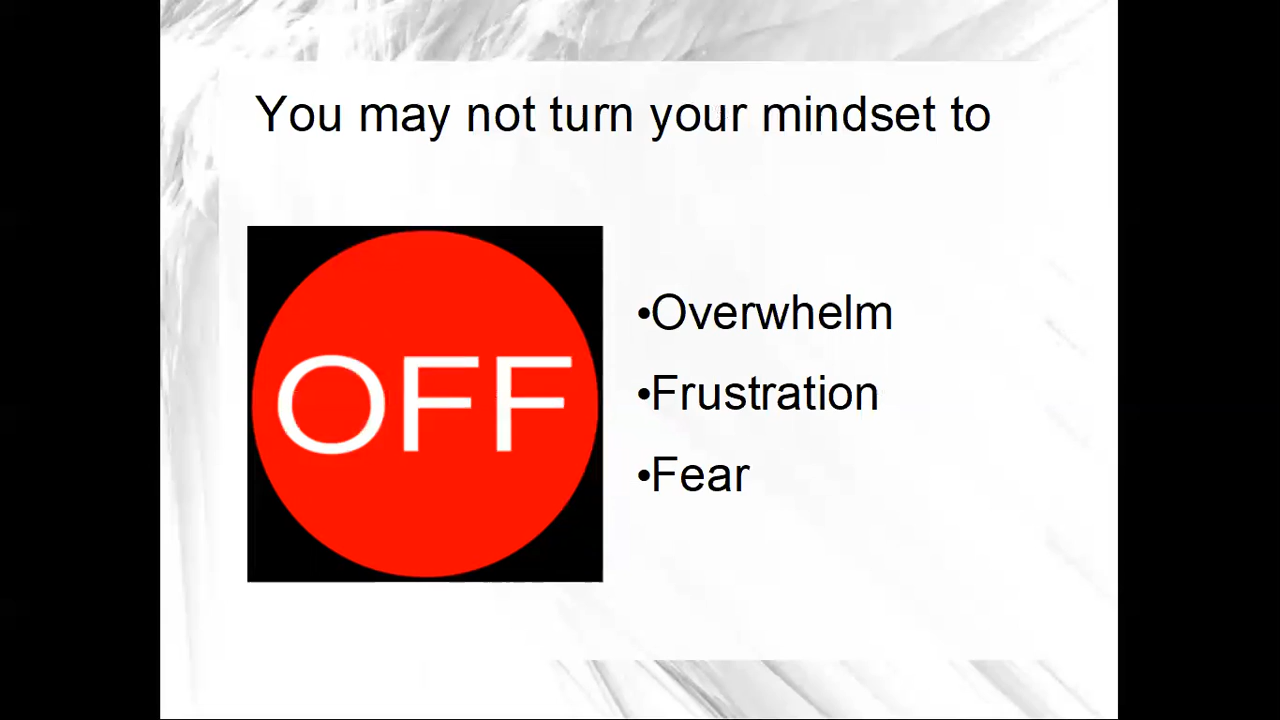 You may not turn your mindset to
OFF
•Overwhelm
•Frustration
•Fear